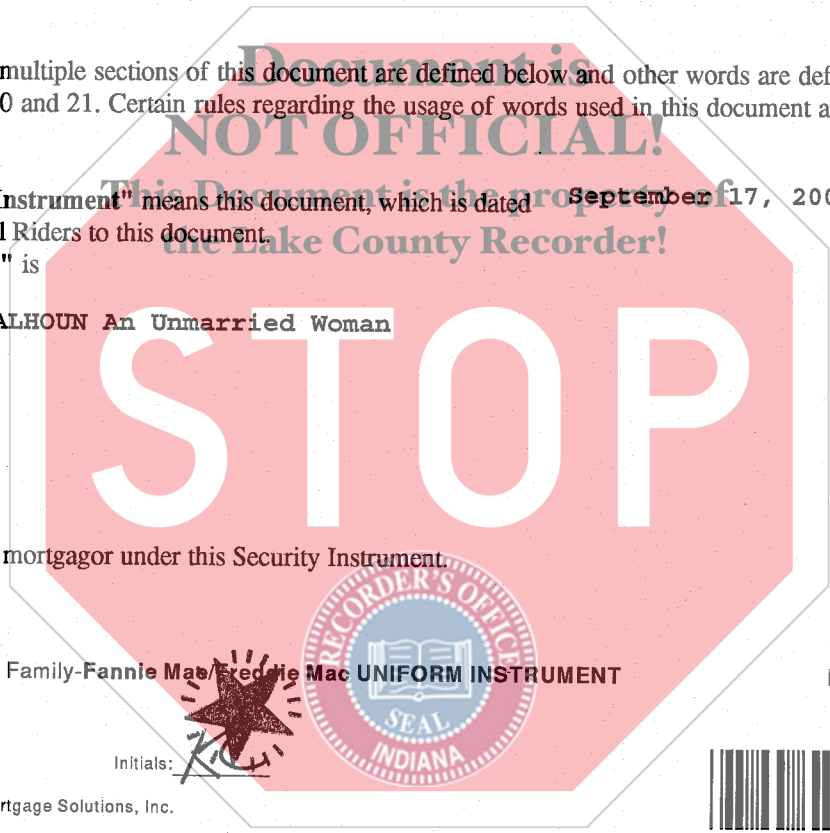 multiple sections of this document are defined below and other words are def
Document is
0 and 21. Certain rules regarding the usage of words used in this document a
NOT OFFICIAL!
Instrument" means this document, which is dated September 17, 200
This Document is the property of
l Riders to this document.
the Lake County Recorder!
" is
ALHOUN An Unmarried Woman
STOP
mortgagor under this Security Instrument.
RECORDER'S OFFICE
SEAL
INDIANA
Family-Fannie Mae/Freddie Mac UNIFORM INSTRUMENT
Initials:
rtgage Solutions, Inc.